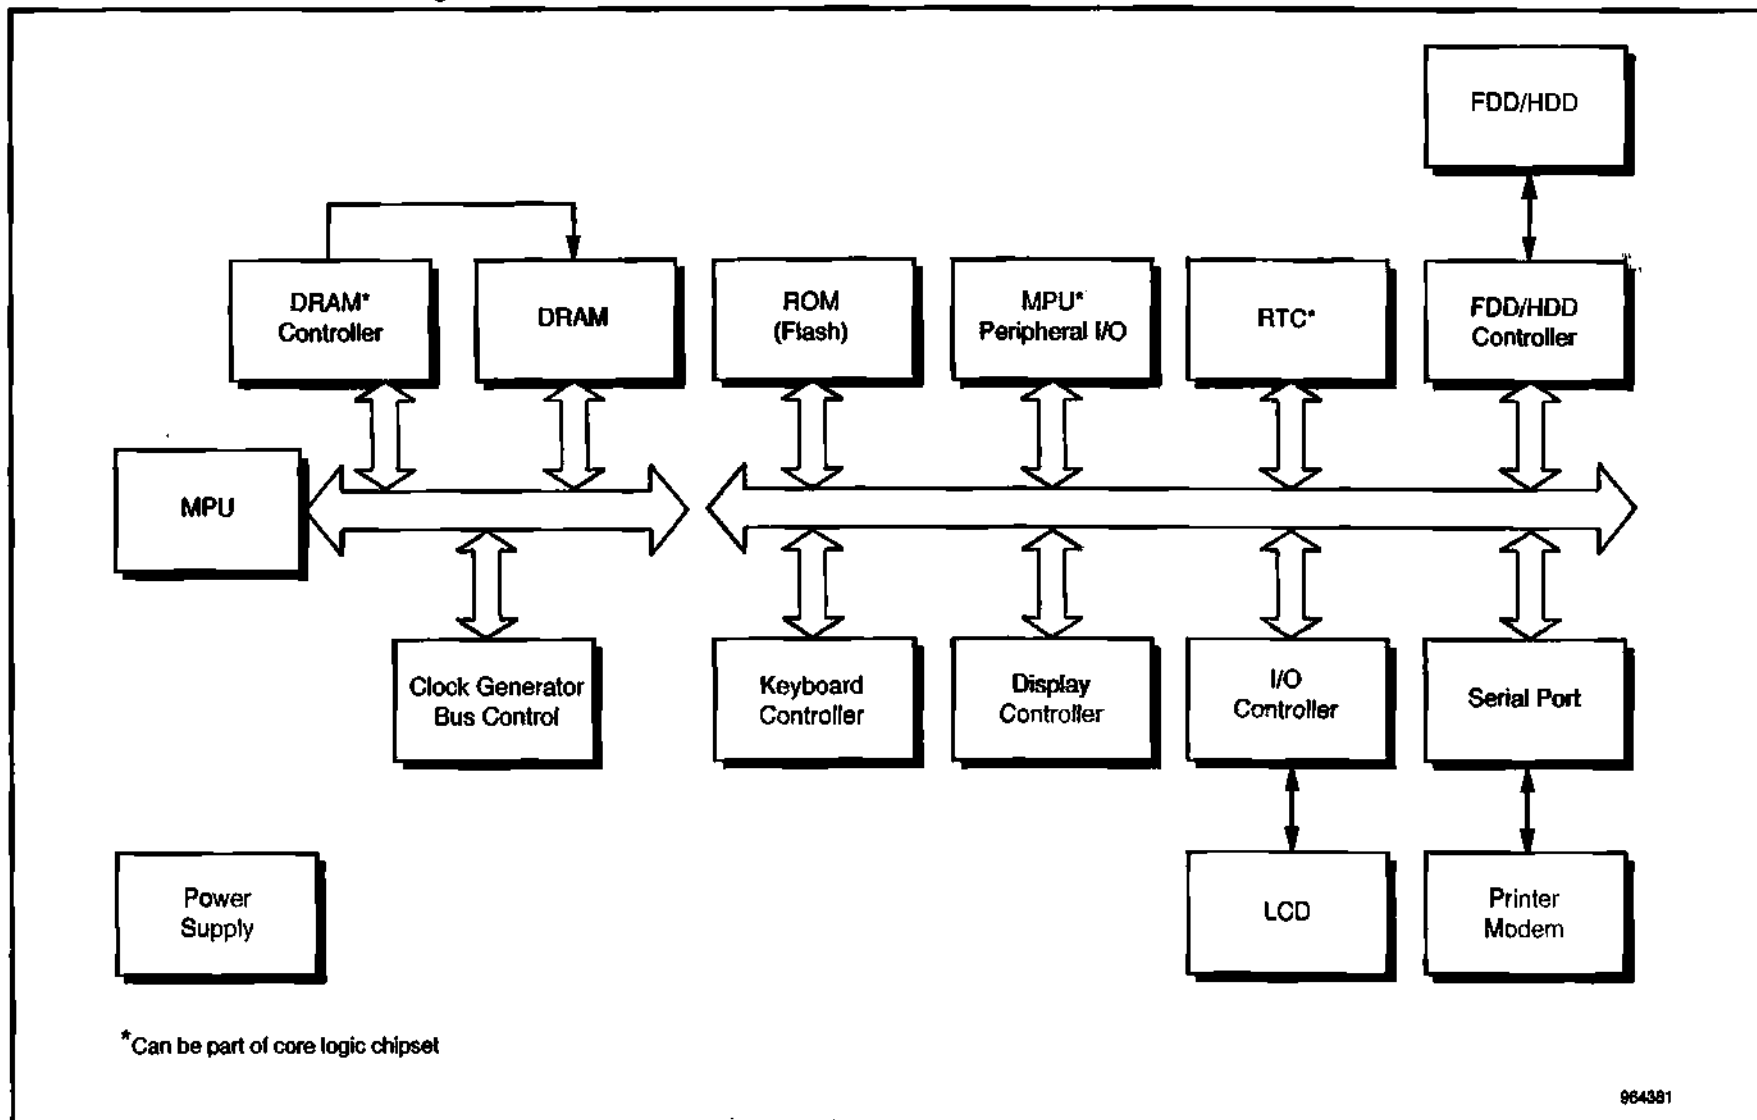 FDD/HDD
DRAM*
Controller
DRAM
ROM
(Flash)
MPU*
Peripheral I/O
RTC*
FDD/HDD
Controller
MPU
Clock Generator
Bus Control
Keyboard
Controller
Display
Controller
I/O
Controller
Serial Port
Power
Supply
LCD
Printer
Modem
*Can be part of core logic chipset
964381